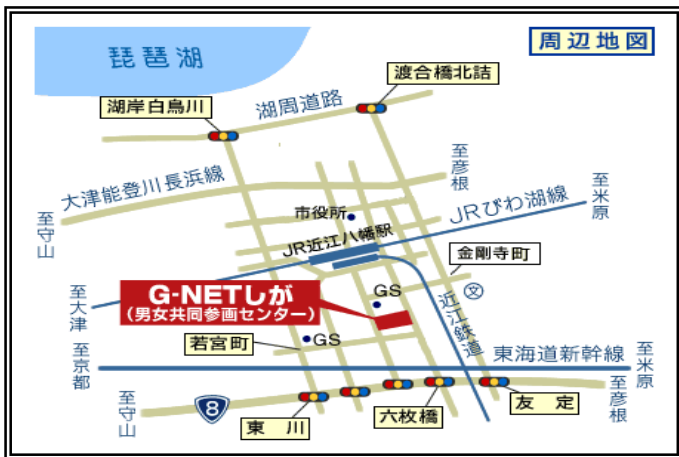 周辺地図
琵琶湖
渡合橋北詰
湖岸白鳥川
湖周道路
至彦根
大津能登川長浜線
至米原
JRびわ湖線
市役所
至守山
JR近江八幡駅
金剛寺町
至大津
G-NETしが
(男女共同参画センター)
GS
文
近江鉄道
若宮町
GS
至京都
東海道新幹線
至米原
至守山
8
至彦根
東 川
六枚橋
友 定